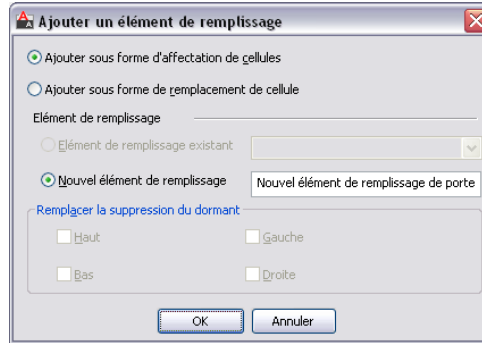 Ajouter un élément de remplissage
Ajouter sous forme d'affectation de cellules
Ajouter sous forme de remplacement de cellule
Elément de remplissage
Elément de remplissage existant
Nouvel élément de remplissage Nouvel élément de remplissage de porte
Remplacer la suppression du dormant
Haut Gauche
Bas Droite
OK Annuler